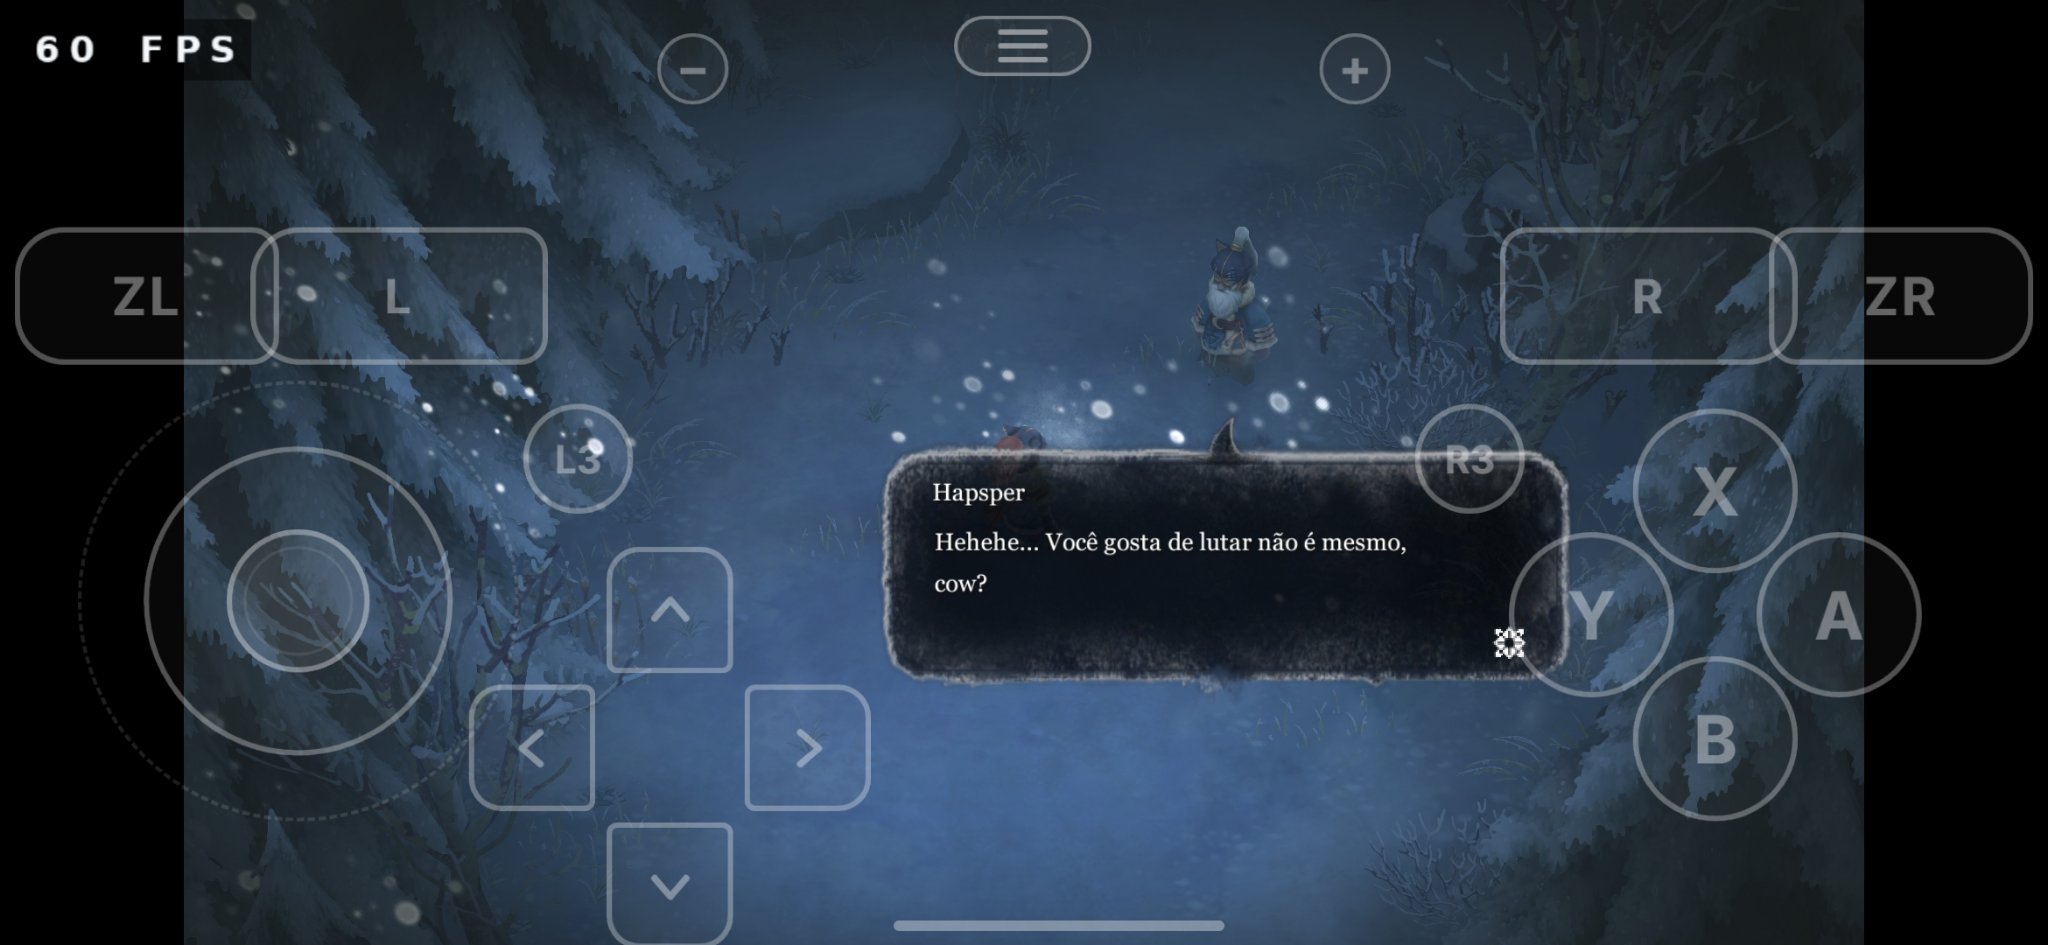 60 FPS
−
+
ZL
L
R
ZR
L3
R3
X
Hapsper
Hehehe... Você gosta de lutar não é mesmo,
cow?
Y
A
B